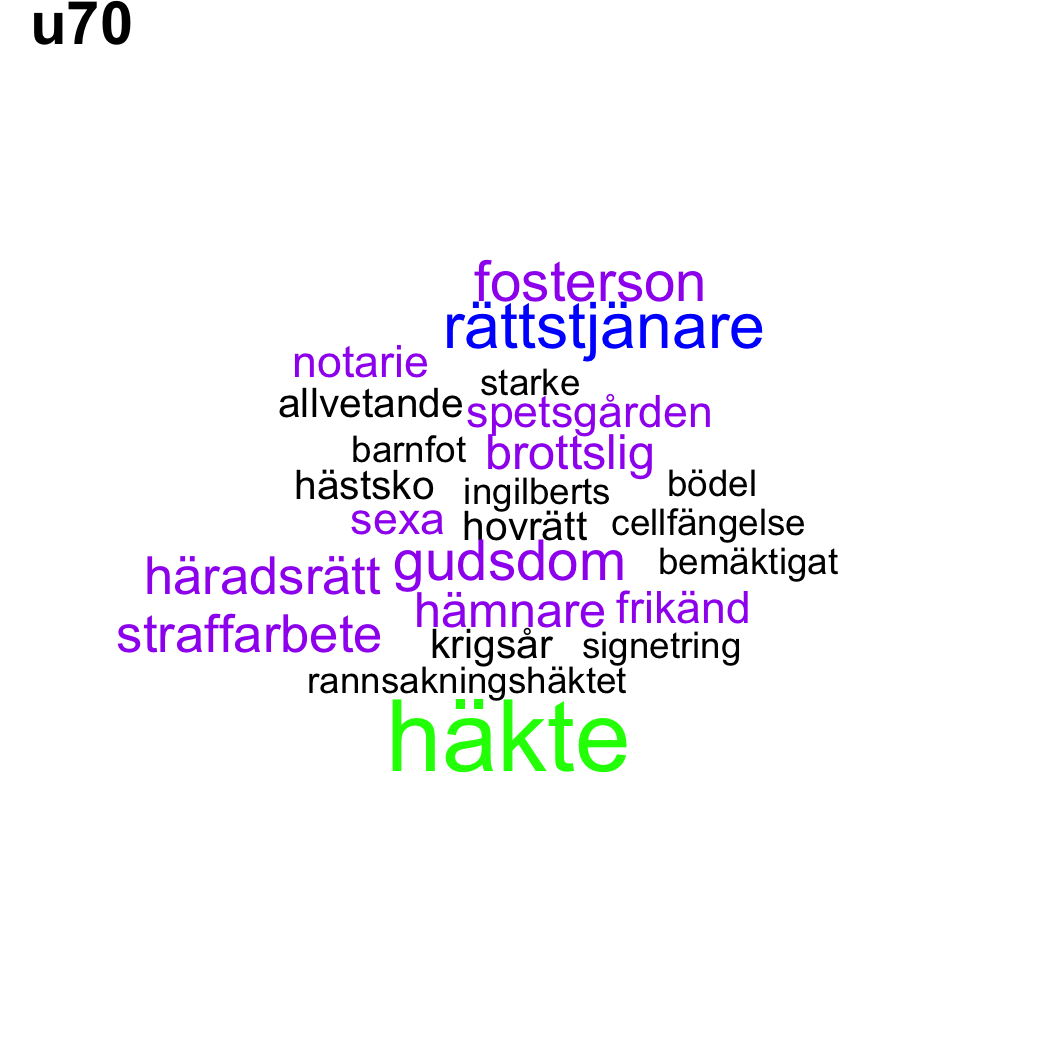 u70
fosterson
rättstjänare
notarie
starke
allvetande
spetsgården
barnfot
brottslig
hästsko
ingilberts
bödel
sexa
hovrätt
cellfängelse
häradsrätt
gudsdom
bemäktigat
straffarbete
hämnare
frikänd
krigsår
signetring
rannsakningshäktet
häkte